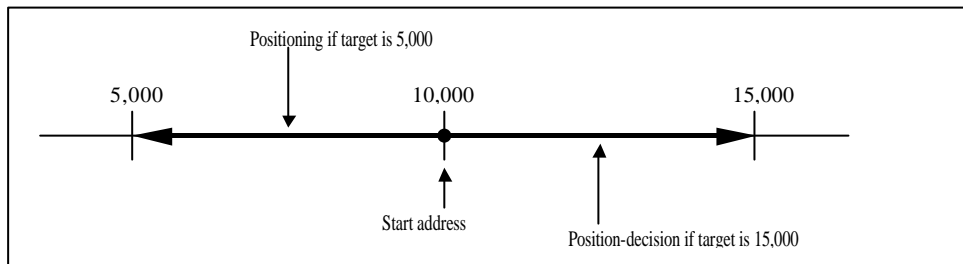 Positioning if target is 5,000
5,000
10,000
15,000
Start address
Position-decision if target is 15,000